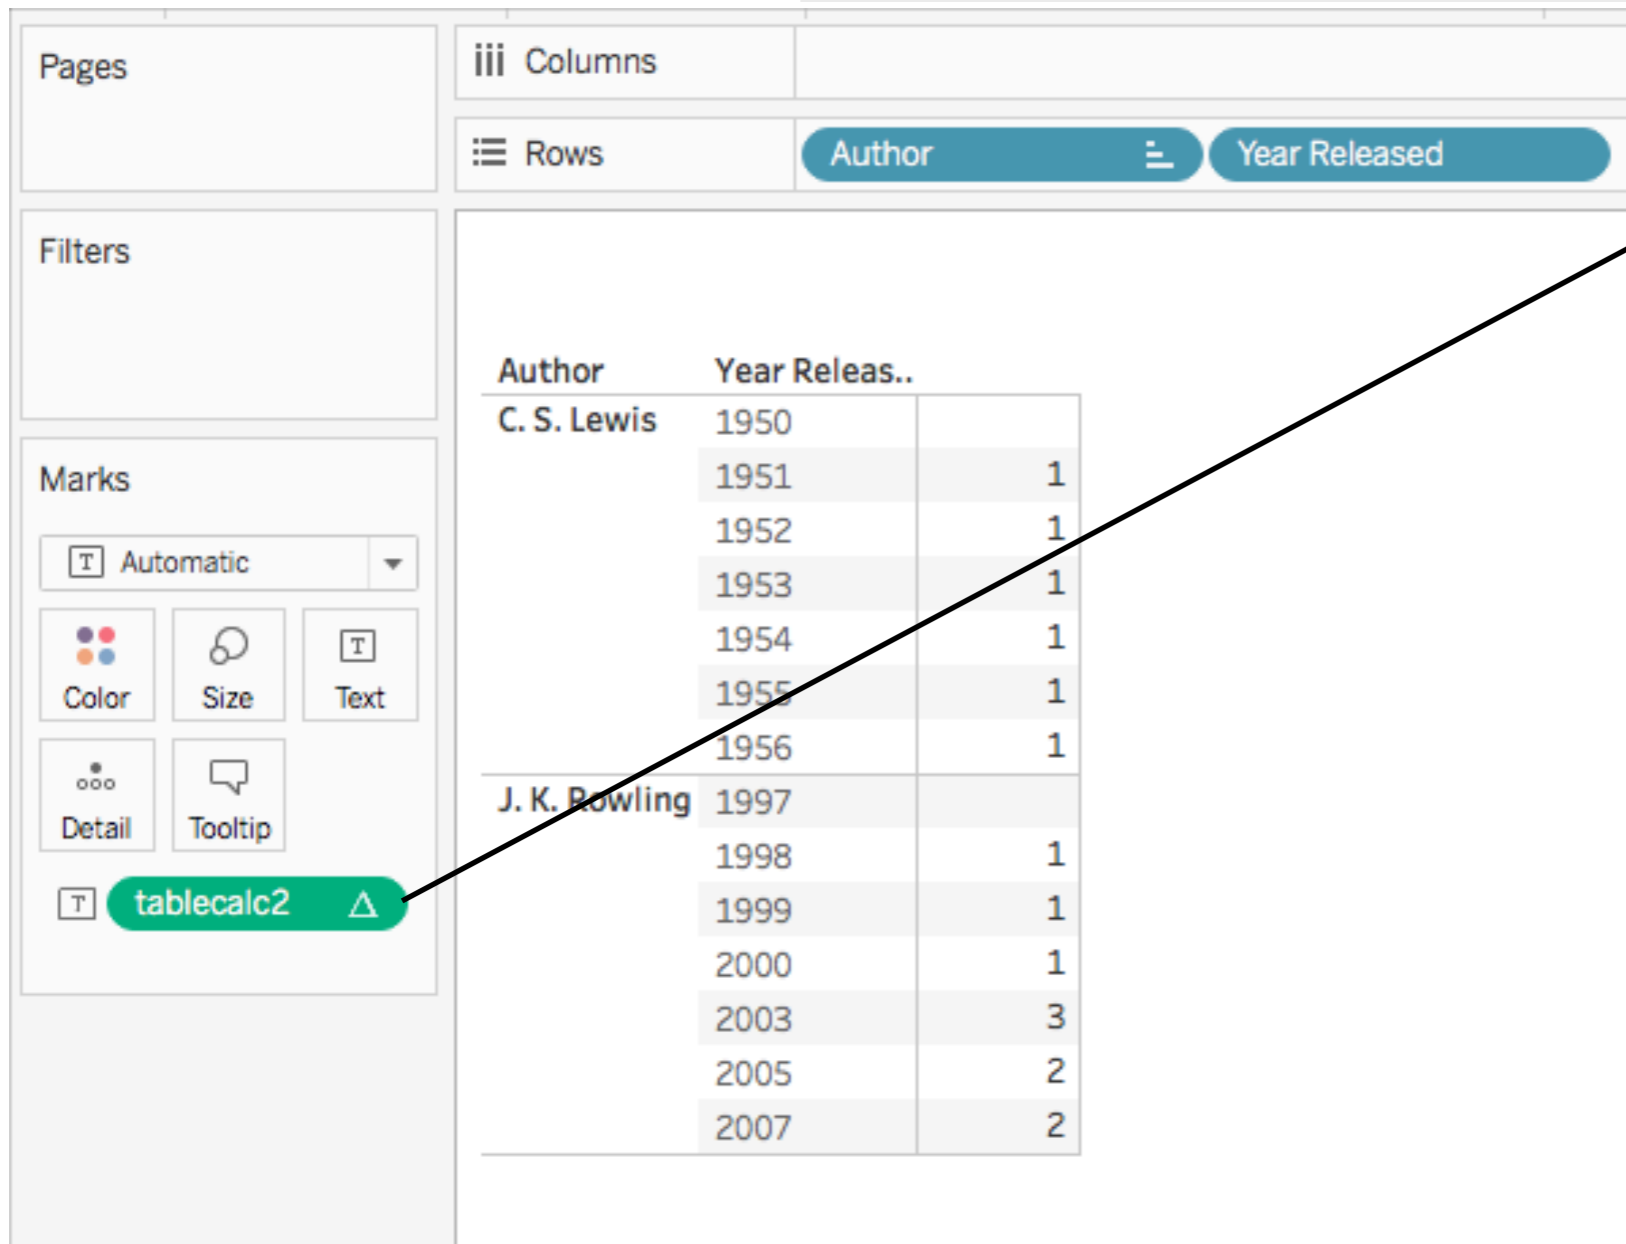 Pages
Columns
Rows Author Year Released
Filters
Marks
T Automatic
Color Size T Text
Detail Tooltip
T tablecalc2 Δ
Author Year Releas..
C. S. Lewis 1950
1951 1
1952 1
1953 1
1954 1
1955 1
1956 1
J. K. Rowling 1997
1998 1
1999 1
2000 1
2003 3
2005 2
2007 2